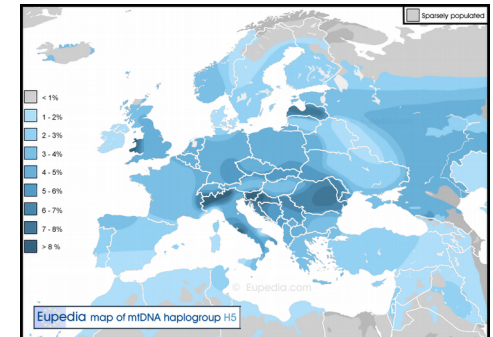 Sparsely populated
< 1%
1 - 2%
2 - 3%
3 - 4%
4 - 5%
5 - 6%
6 - 7%
7 - 8%
> 8 %
© Eupedia.com
Eupedia map of mtDNA haplogroup H5